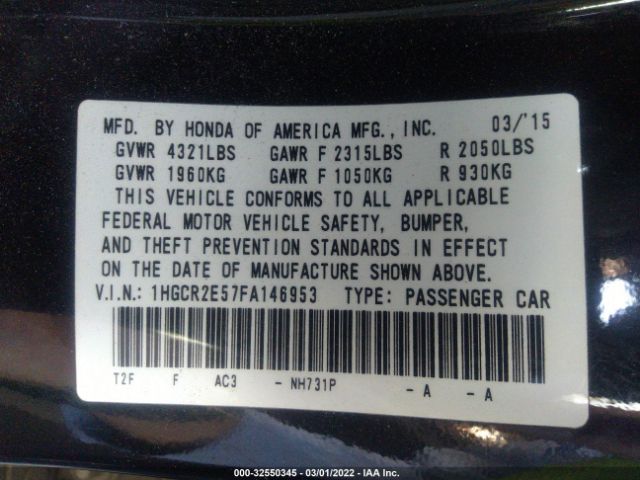 MFD. BY HONDA OF AMERICA MFG., INC. 03/'15
GVWR 4321LBS GAWR F 2315LBS R 2050LBS
GVWR 1960KG GAWR F 1050KG R 930KG
THIS VEHICLE CONFORMS TO ALL APPLICABLE
FEDERAL MOTOR VEHICLE SAFETY, BUMPER,
AND THEFT PREVENTION STANDARDS IN EFFECT
ON THE DATE OF MANUFACTURE SHOWN ABOVE.
V.I.N.: 1HGCR2E57FA146953 TYPE: PASSENGER CAR
T2F F AC3 - NH731P - A - A
000-32550345 - 03/01/2022 - IAA Inc.